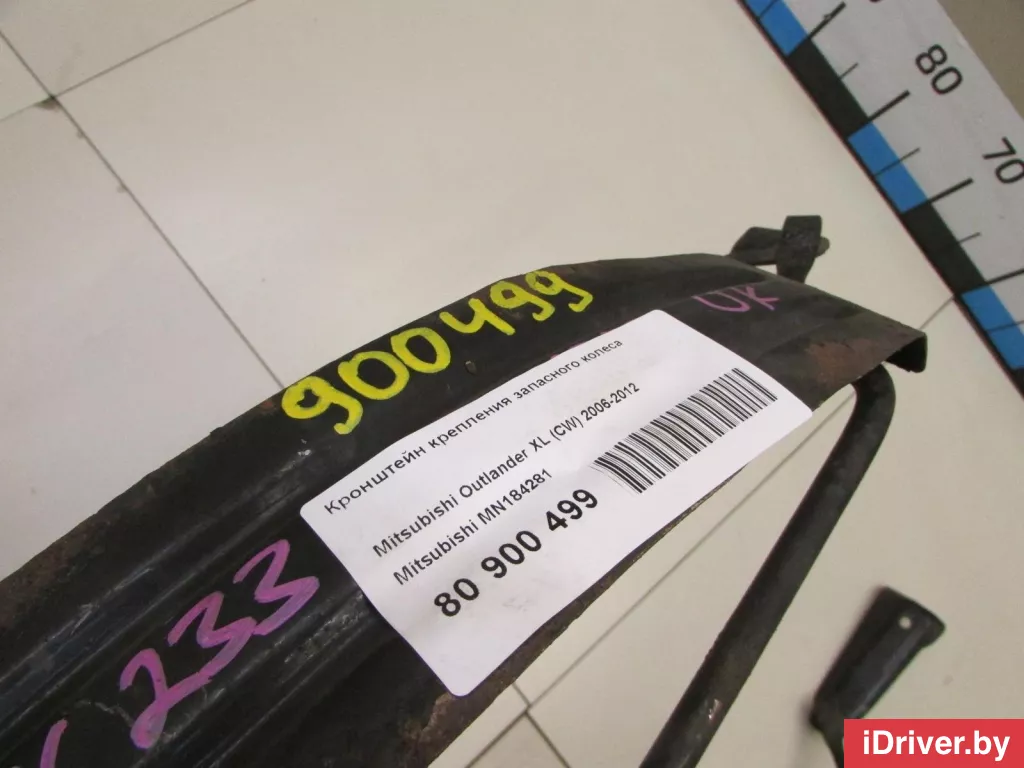 80
70
900499
UK
Кронштейн крепления запасного колеса
Mitsubishi Outlander XL (CW) 2006-2012
Mitsubishi MN184281
80 900 499
233
iDriver.by